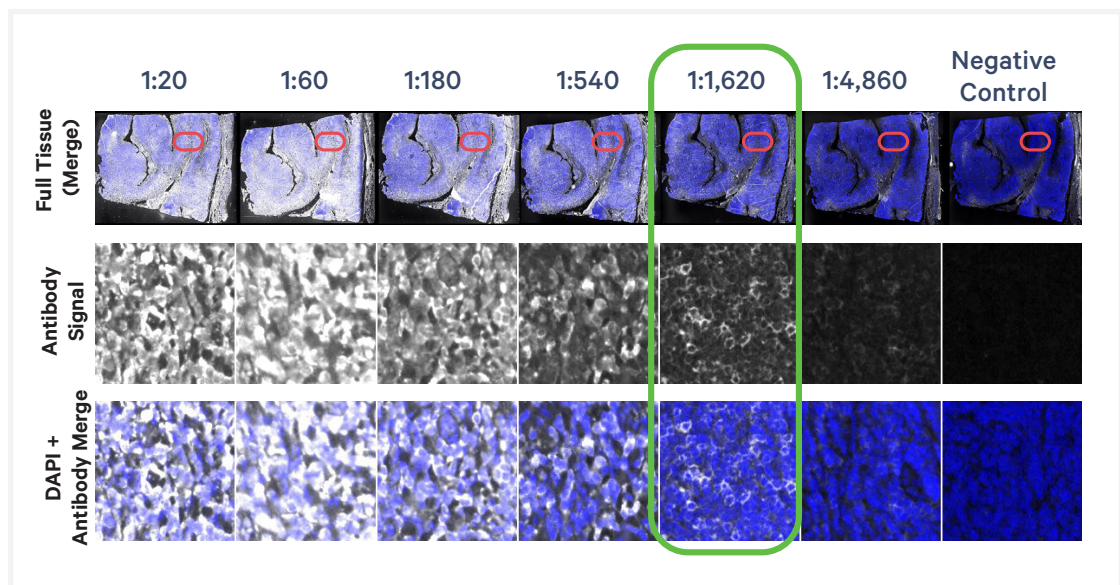 1:20
1:60
1:180
1:540
1:1,620
1:4,860
Negative
Control
Full Tissue
(Merge)
Antibody
Signal
DAPI +
Antibody Merge